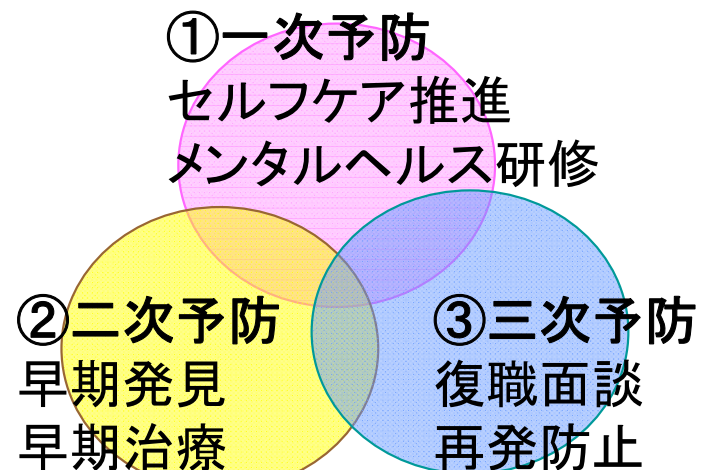 ①一次予防
セルフケア推進
メンタルヘルス研修
②二次予防
早期発見
早期治療
③三次予防
復職面談
再発防止